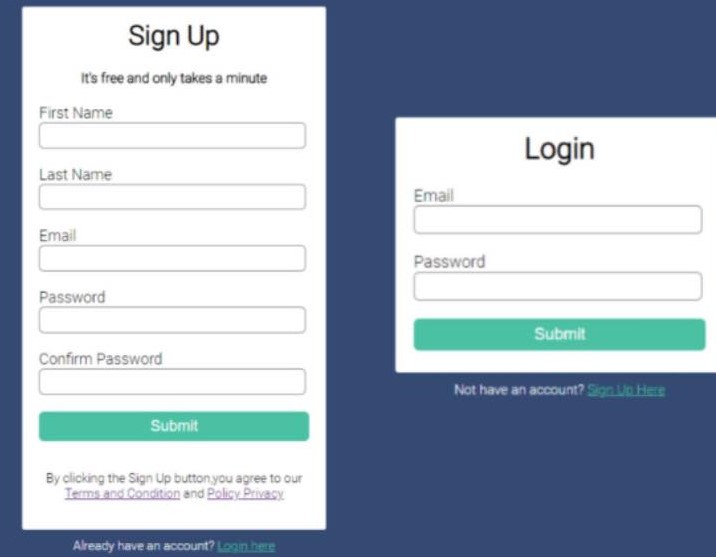 Sign Up
It's free and only takes a minute
First Name
Last Name
Email
Password
Confirm Password
Submit
By clicking the Sign Up button,you agree to our
Terms and Condition and Policy Privacy
Already have an account? Login here
Login
Email
Password
Submit
Not have an account? Sign Up Here